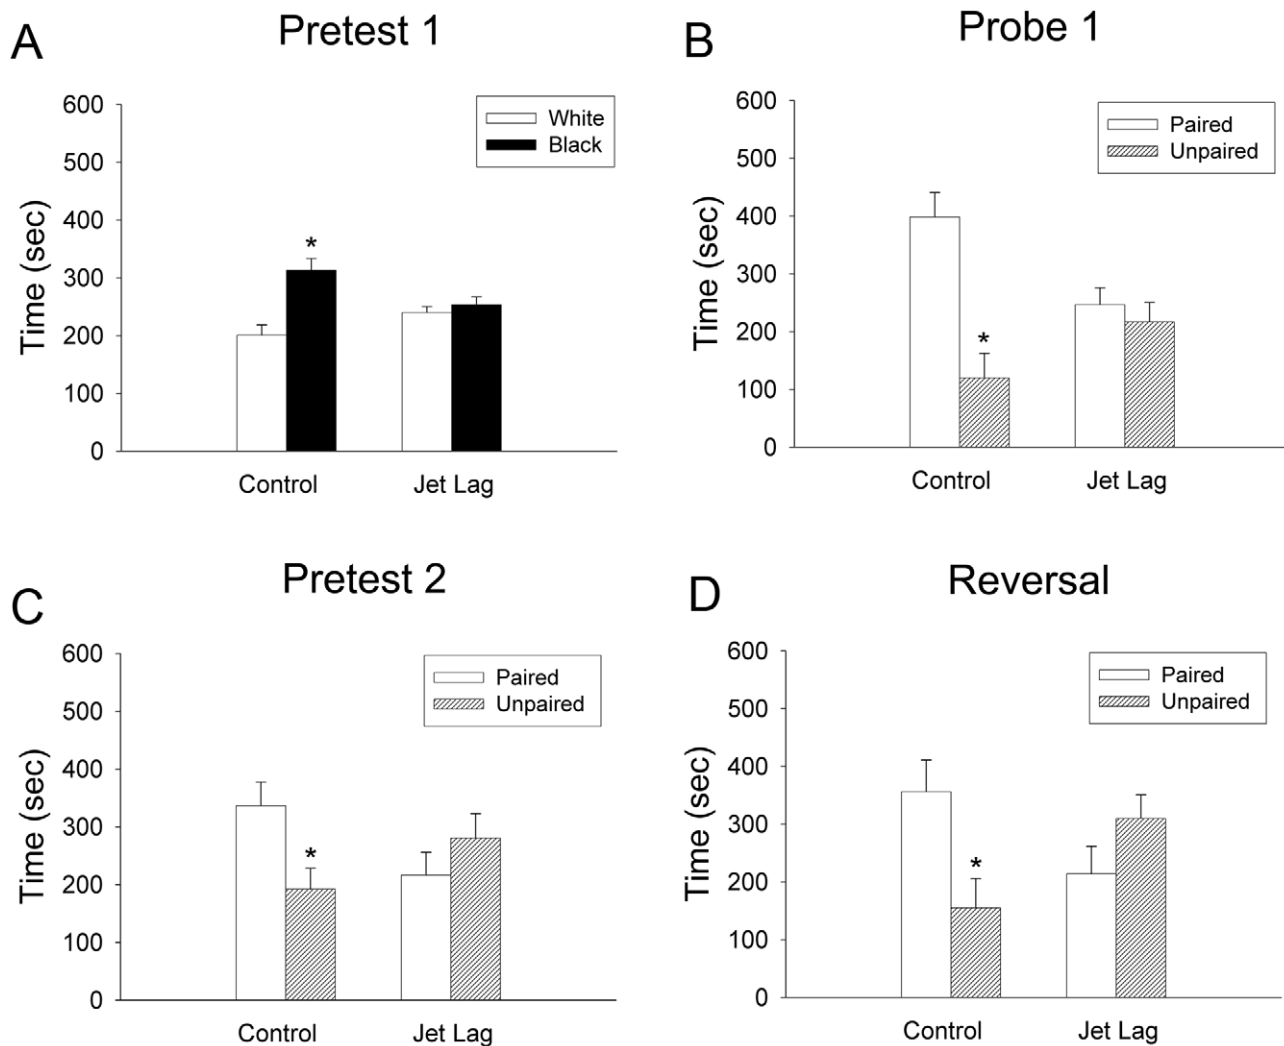 A
Pretest 1
600
500
400
300
200
100
0
Time (sec)
White
Black
*
Control
Jet Lag
B
Probe 1
600
500
400
300
200
100
0
Time (sec)
Paired
Unpaired
*
Control
Jet Lag
C
Pretest 2
600
500
400
300
200
100
0
Time (sec)
Paired
Unpaired
*
Control
Jet Lag
D
Reversal
600
500
400
300
200
100
0
Time (sec)
Paired
Unpaired
*
Control
Jet Lag